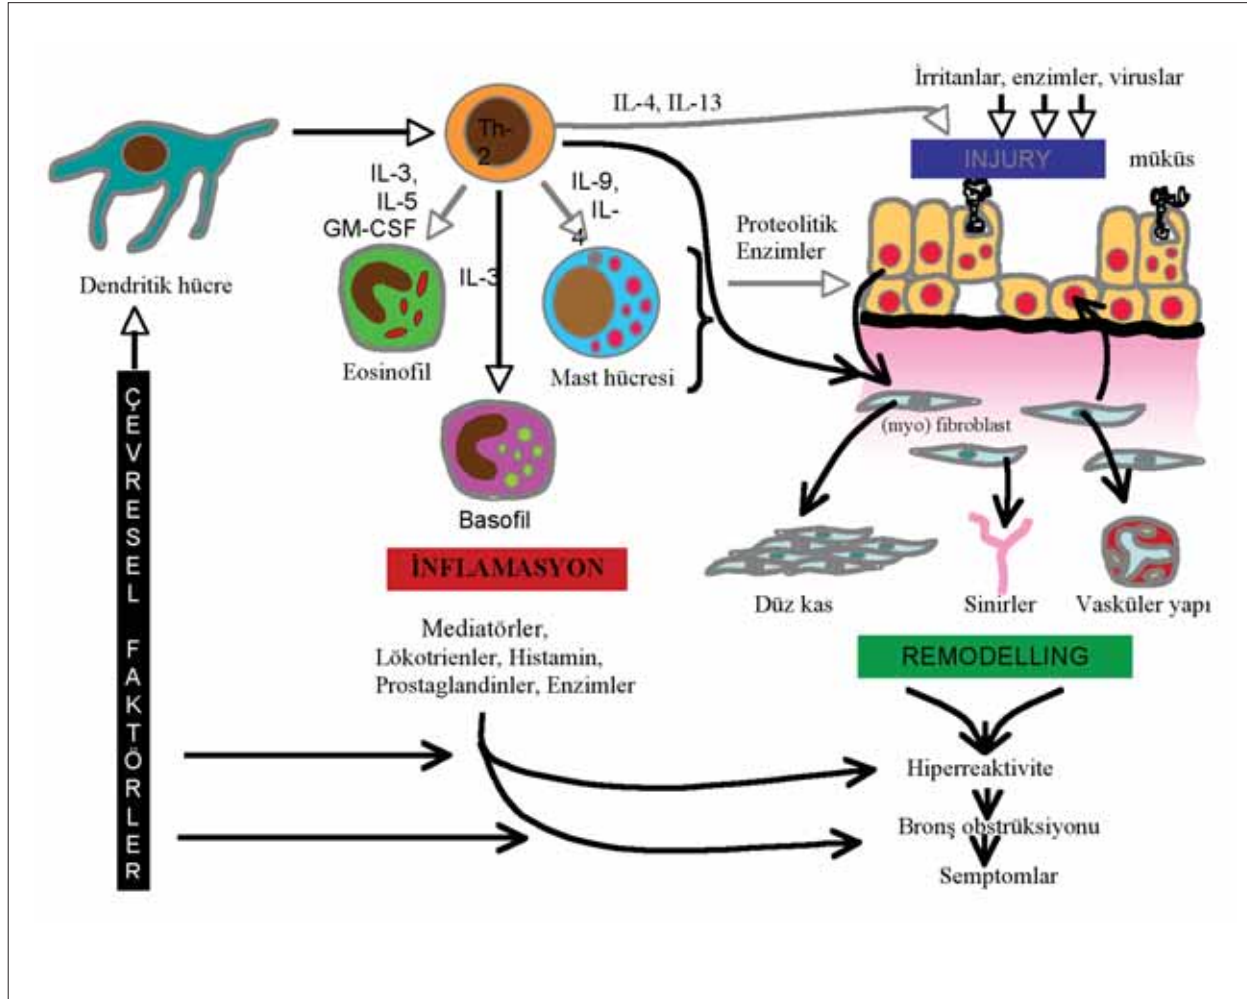 İrritanlar, enzimler, viruslar
IL-4, IL-13
Th-
2
INJURY
müküs
IL-3,
IL-5
GM-CSF
IL-9,
IL-
4
Proteolitik
Enzimler
IL-3
Dendritik hücre
Eosinofil
Mast hücresi
(myo) fibroblast
Basofil
ÇEVRESEL FAKTÖRLER
İNFLAMASYON
Düz kas
Sinirler
Vasküler yapı
Mediatörler,
Lökotrienler, Histamin,
Prostaglandinler, Enzimler
REMODELLING
Hiperreaktivite
Bronş obstrüksiyonu
Semptomlar